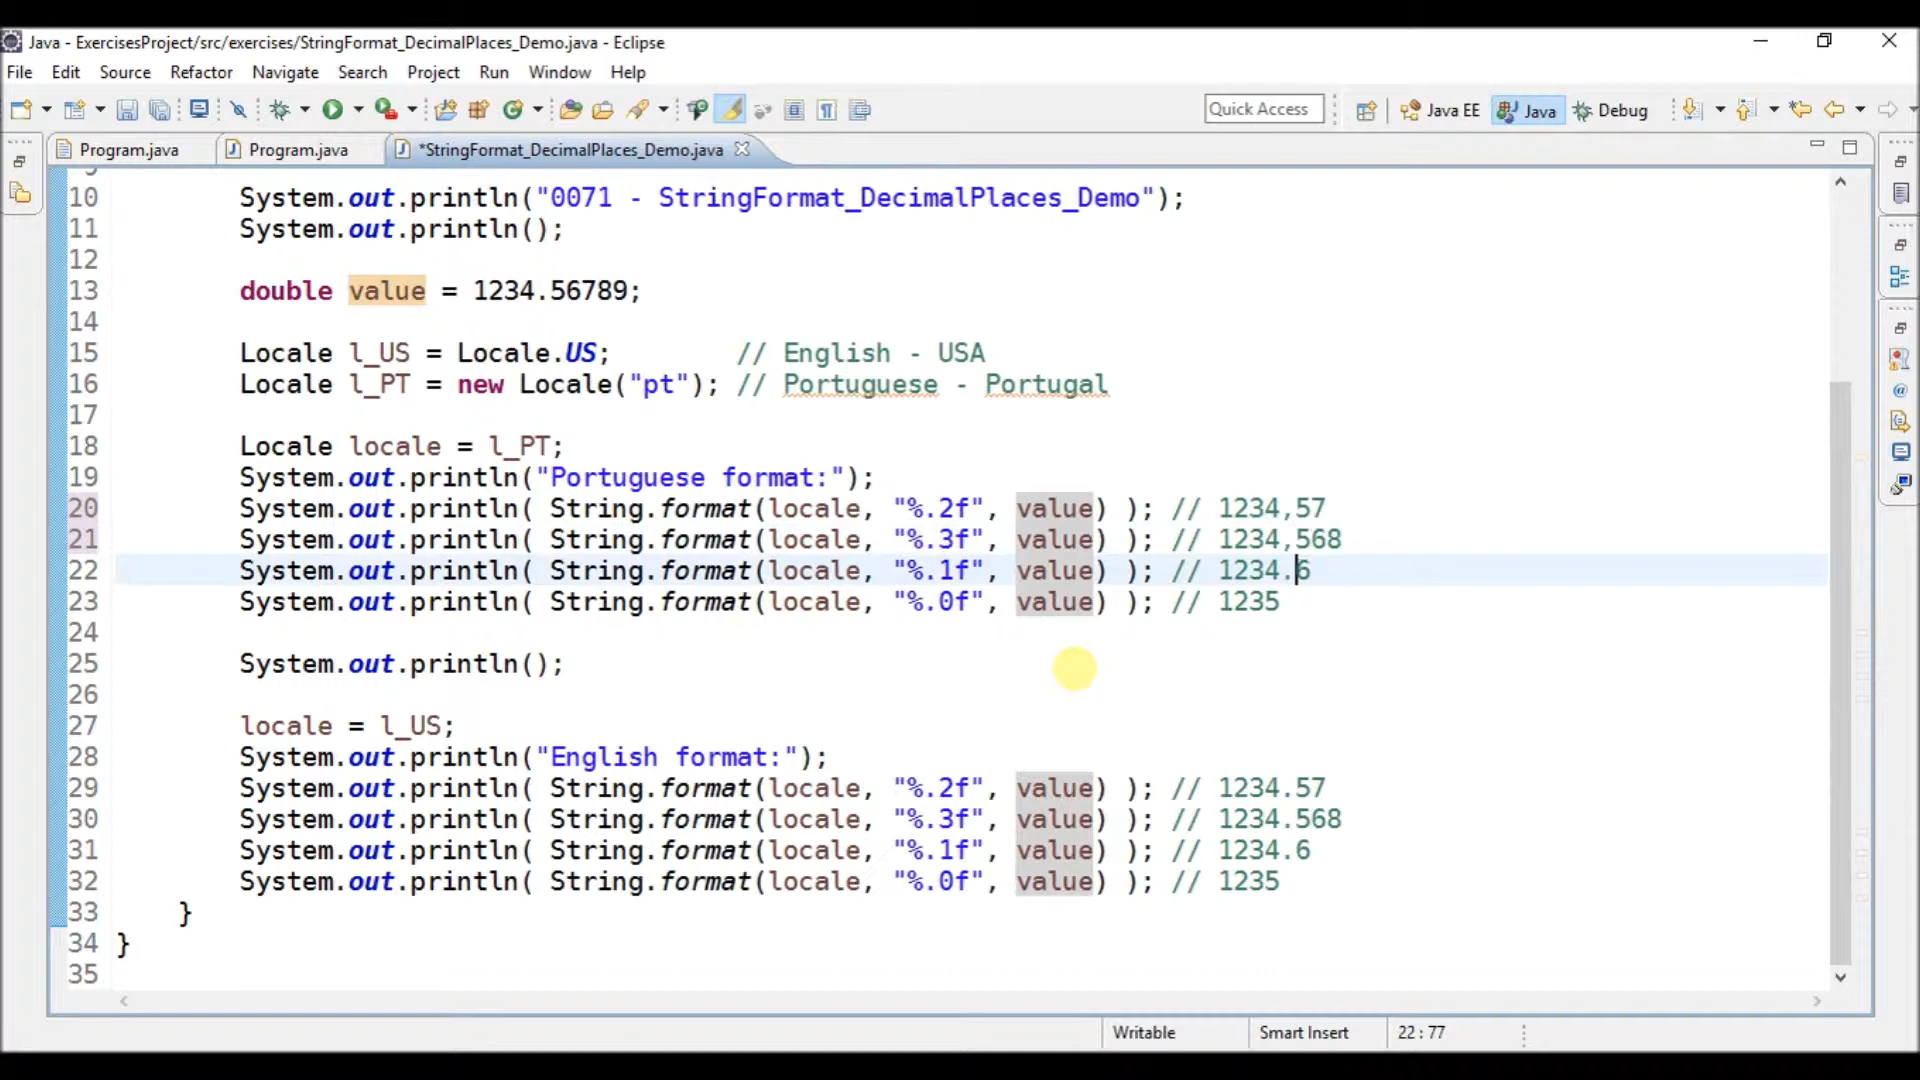 Java - ExercisesProject/src/exercises/StringFormat_DecimalPlaces_Demo.java - Eclipse
File Edit Source Refactor Navigate Search Project Run Window Help
Quick Access Java EE Java Debug
Program.java Program.java *StringFormat_DecimalPlaces_Demo.java
10 System.out.println("0071 - StringFormat_DecimalPlaces_Demo");
11 System.out.println();
12
13 double value = 1234.56789;
14
15 Locale l_US = Locale.US; // English - USA
16 Locale l_PT = new Locale("pt"); // Portuguese - Portugal
17
18 Locale locale = l_PT;
19 System.out.println("Portuguese format:");
20 System.out.println( String.format(locale, "%.2f", value) ); // 1234,57
21 System.out.println( String.format(locale, "%.3f", value) ); // 1234,568
22 System.out.println( String.format(locale, "%.1f", value) ); // 1234.6
23 System.out.println( String.format(locale, "%.0f", value) ); // 1235
24
25 System.out.println();
26
27 locale = l_US;
28 System.out.println("English format:");
29 System.out.println( String.format(locale, "%.2f", value) ); // 1234.57
30 System.out.println( String.format(locale, "%.3f", value) ); // 1234.568
31 System.out.println( String.format(locale, "%.1f", value) ); // 1234.6
32 System.out.println( String.format(locale, "%.0f", value) ); // 1235
33 }
34 }
35
Writable Smart Insert 22 : 77